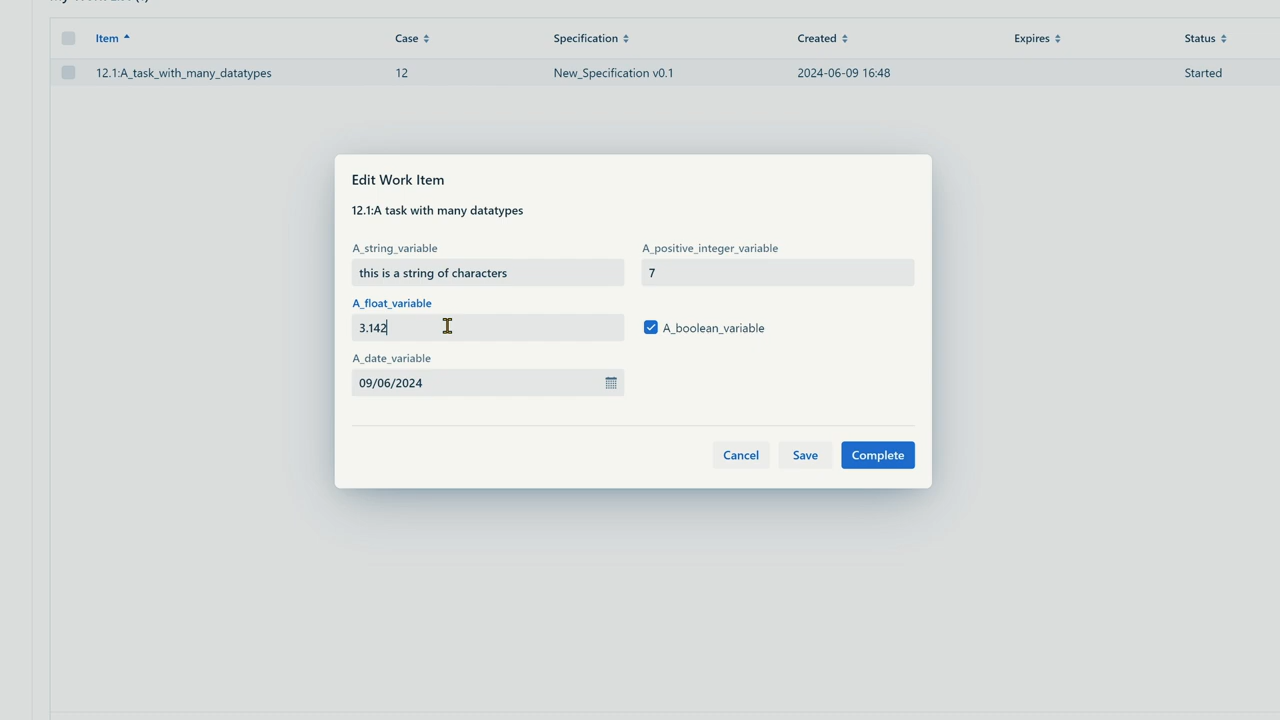 Item Case Specification Created Expires Status
12.1:A_task_with_many_datatypes 12 New_Specification v0.1 2024-06-09 16:48 Started
Edit Work Item
12.1:A task with many datatypes
A_string_variable A_positive_integer_variable
this is a string of characters 7
A_float_variable
3.142 A_boolean_variable
A_date_variable
09/06/2024
Cancel Save Complete